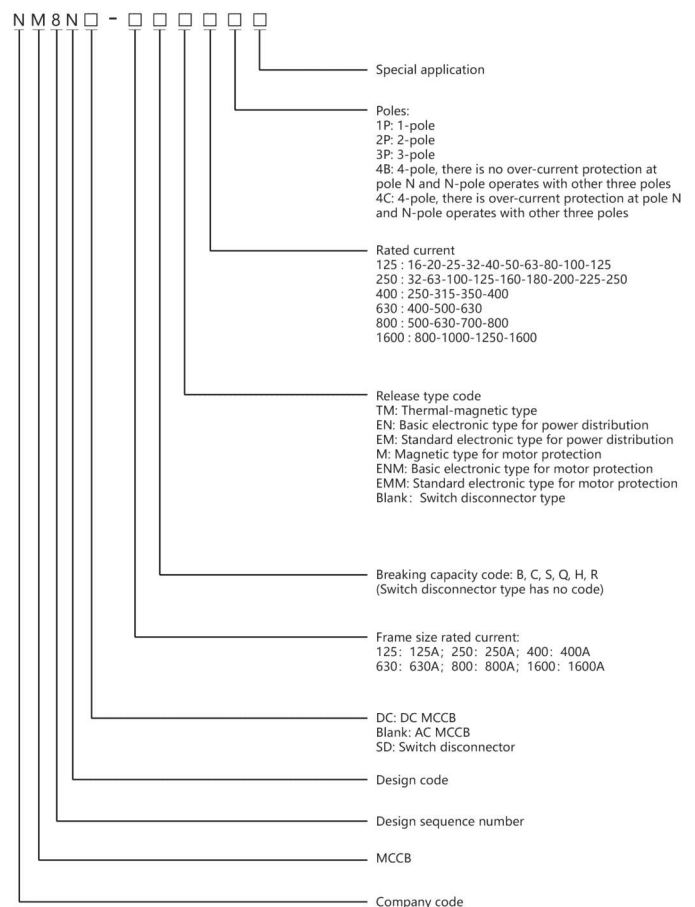 NM8N□-□□□□□□
Special application
Poles:
1P: 1-pole
2P: 2-pole
3P: 3-pole
4B: 4-pole, there is no over-current protection at
pole N and N-pole operates with other three poles
4C: 4-pole, there is over-current protection at pole N
and N-pole operates with other three poles
Rated current
125 : 16-20-25-32-40-50-63-80-100-125
250 : 32-63-100-125-160-180-200-225-250
400 : 250-315-350-400
630 : 400-500-630
800 : 500-630-700-800
1600 : 800-1000-1250-1600
Release type code
TM: Thermal-magnetic type
EN: Basic electronic type for power distribution
EM: Standard electronic type for power distribution
M: Magnetic type for motor protection
ENM: Basic electronic type for motor protection
EMM: Standard electronic type for motor protection
Blank: Switch disconnector type
Breaking capacity code: B, C, S, Q, H, R
(Switch disconnector type has no code)
Frame size rated current:
125: 125A; 250: 250A; 400: 400A
630: 630A; 800: 800A; 1600: 1600A
DC: DC MCCB
Blank: AC MCCB
SD: Switch disconnector
Design code
Design sequence number
MCCB
Company code